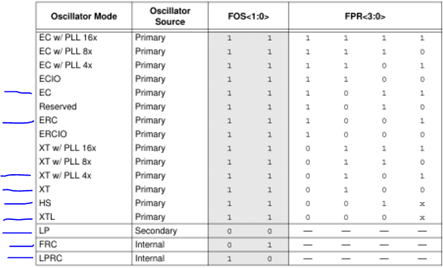 Oscillator Mode Oscillator Source FOS<1:0> FPR<3:0>
EC w/ PLL 16x Primary 1 1 1 1 1 1
EC w/ PLL 8x Primary 1 1 1 1 1 0
EC w/ PLL 4x Primary 1 1 1 1 0 1
ECIO Primary 1 1 1 1 0 0
EC Primary 1 1 1 0 1 1
Reserved Primary 1 1 1 0 1 0
ERC Primary 1 1 1 0 0 1
ERCIO Primary 1 1 1 0 0 0
XT w/ PLL 16x Primary 1 1 0 1 1 1
XT w/ PLL 8x Primary 1 1 0 1 1 0
XT w/ PLL 4x Primary 1 1 0 1 0 1
XT Primary 1 1 0 1 0 0
HS Primary 1 1 0 0 1 x
XTL Primary 1 1 0 0 0 x
LP Secondary 0 0 — — — —
FRC Internal 0 1 — — — —
LPRC Internal 1 0 — — — —